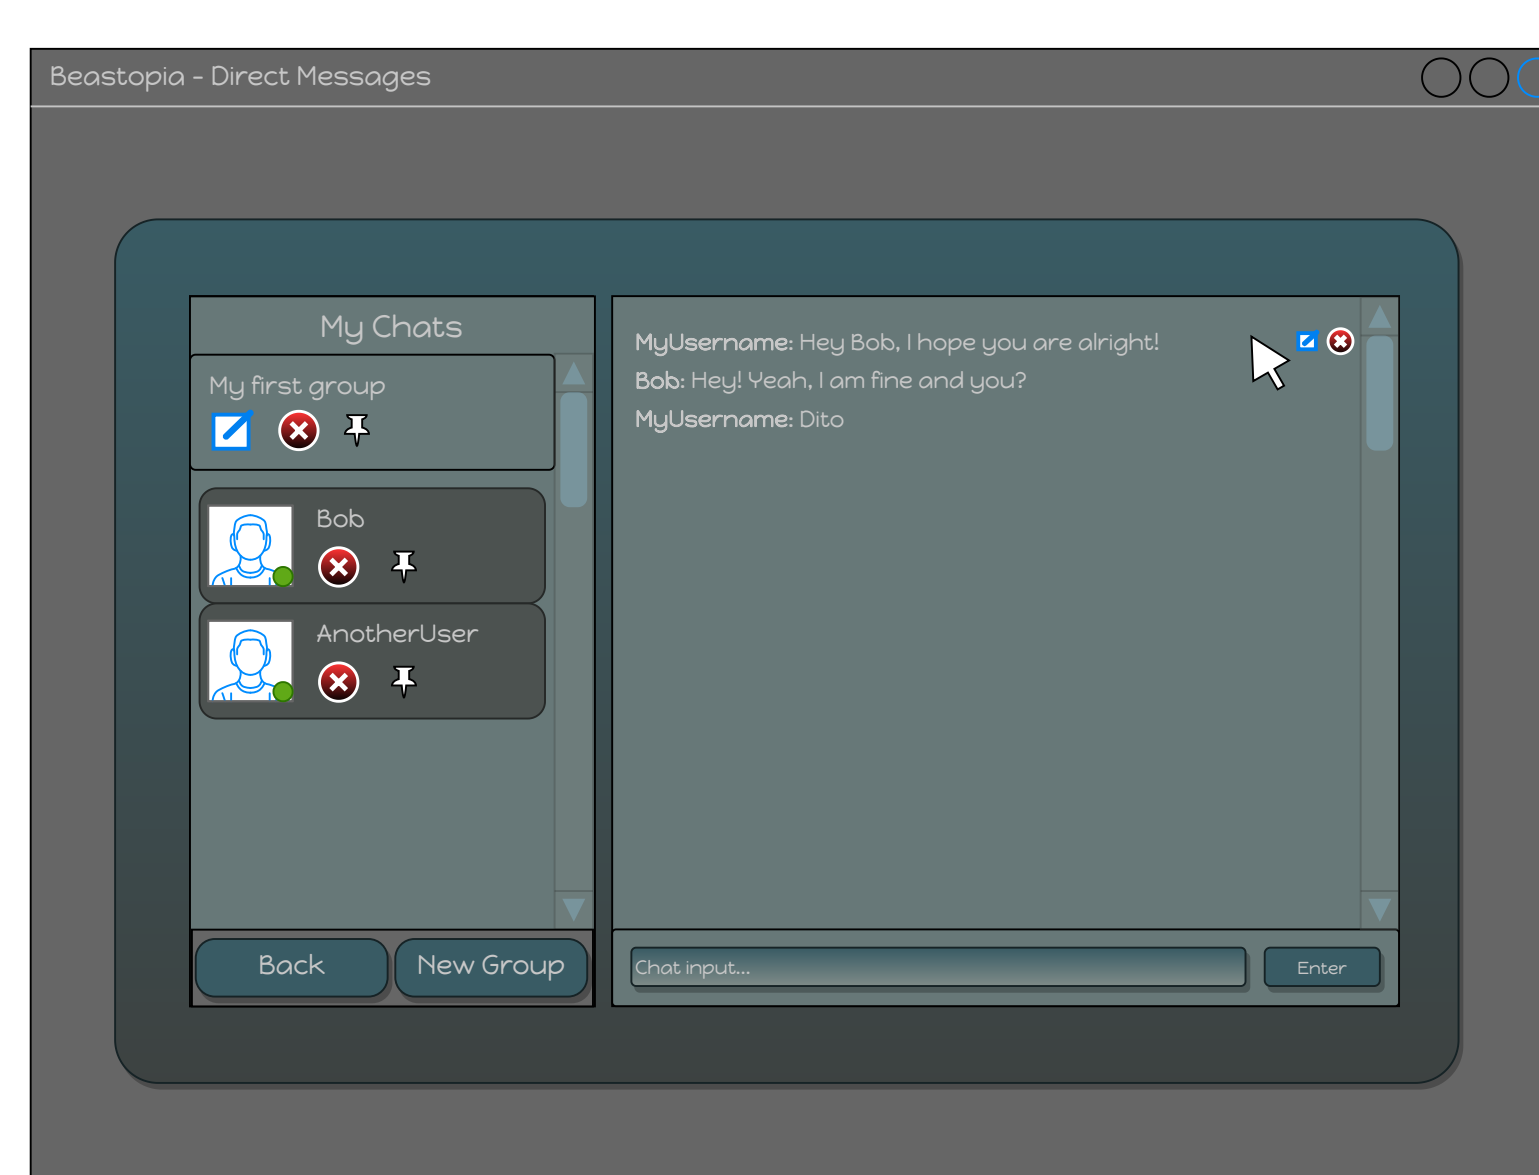 Beastopia - Direct Messages
My Chats
My first group
Bob
AnotherUser
Back
New Group
MyUsername: Hey Bob, I hope you are alright!
Bob: Hey! Yeah, I am fine and you?
MyUsername: Dito
Chat input...
Enter